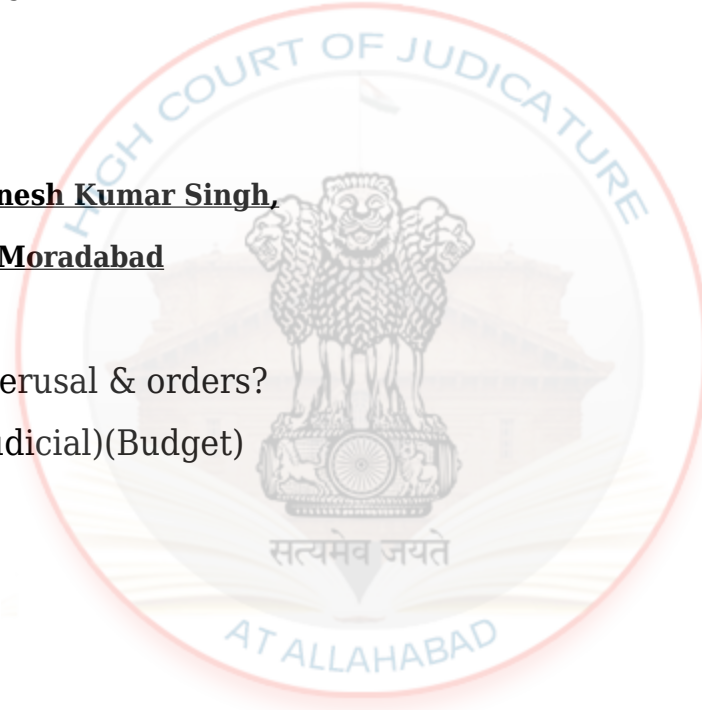 HIGH COURT OF JUDICATURE
nesh Kumar Singh,
Moradabad
erusal & orders?
dicial)(Budget)
सत्यमेव जयते
AT ALLAHABAD